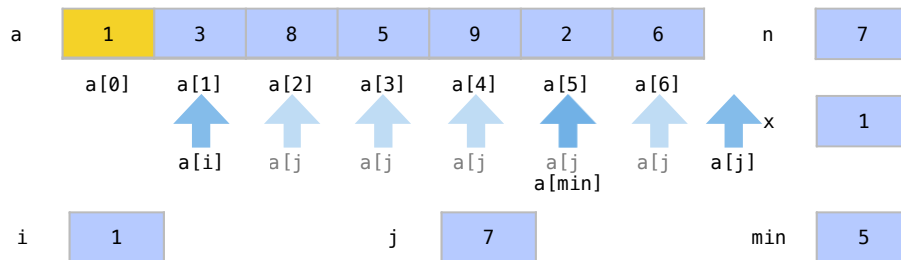 a 1 3 8 5 9 2 6 n 7
a[0] a[1] a[2] a[3] a[4] a[5] a[6]
x 1
a[i] a[j a[j a[j a[j a[j a[j]
a[min]
i 1 j 7 min 5